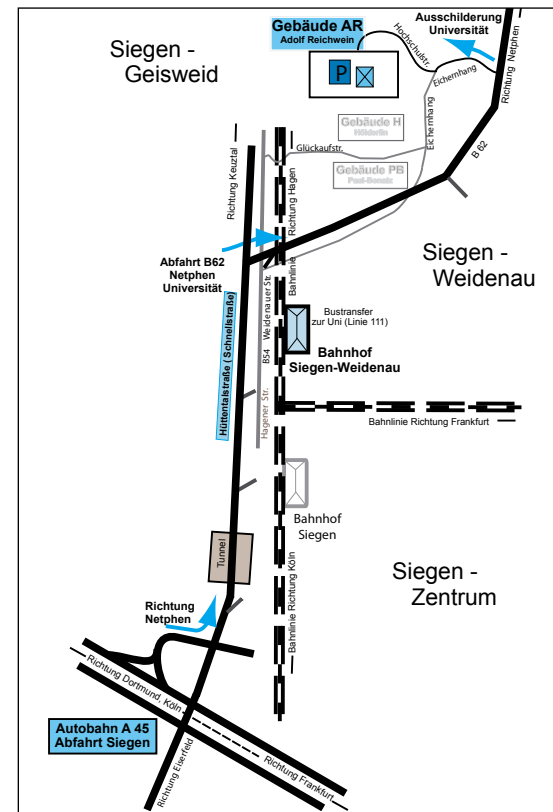 Siegen -
Geisweid
Gebäude AR
Adolf Reichwein
Ausschilderung
Universität
P
Hochschulstr.
Eichernhang
Richtung Netphen
Gebäude H
Hölderlin
Glückaufstr.
Eichernhang
Gebäude PB
Paul-Bonatz
B 62
Richtung Keuztal
Richtung Hagen
Bahnlinie
Abfahrt B62
Netphen
Universität
Siegen -
Weidenau
B54 Weidenauer Str.
Bustransfer
zur Uni (Linie 111)
Bahnhof
Siegen-Weidenau
Hüttentalstraße ( Schnellstraße)
Hagener Str.
Bahnlinie Richtung Frankfurt
Bahnhof
Siegen
Tunnel
Siegen -
Zentrum
Bahnlinie Richtung Köln
Richtung
Netphen
Richtung Dortmund, Köln
Autobahn A 45
Abfahrt Siegen
Richtung Eiserfeld
Richtung Frankfurt